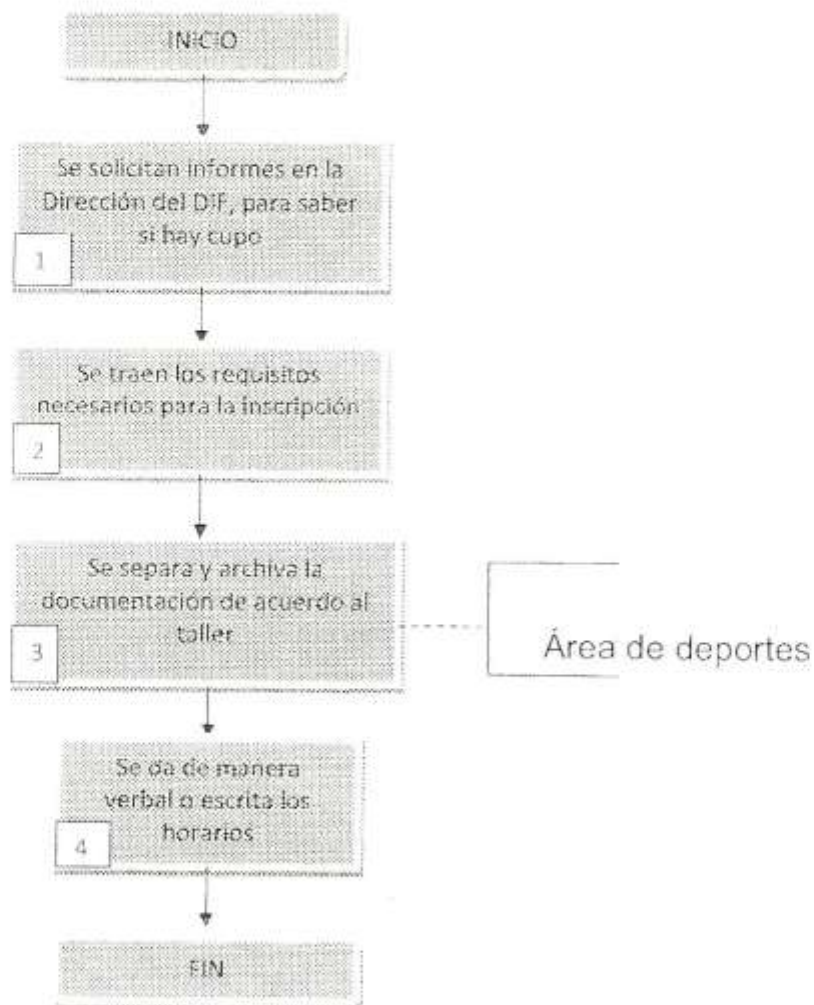 INICIO
Se solicitan informes en la
Dirección del DIF, para saber
si hay cupo
1
Se traen los requisitos
necesarios para la inscripción
2
Se separa y archiva la
documentación de acuerdo al
taller
3
Área de deportes
Se da de manera
verbal o escrita los
horarios
4
FIN